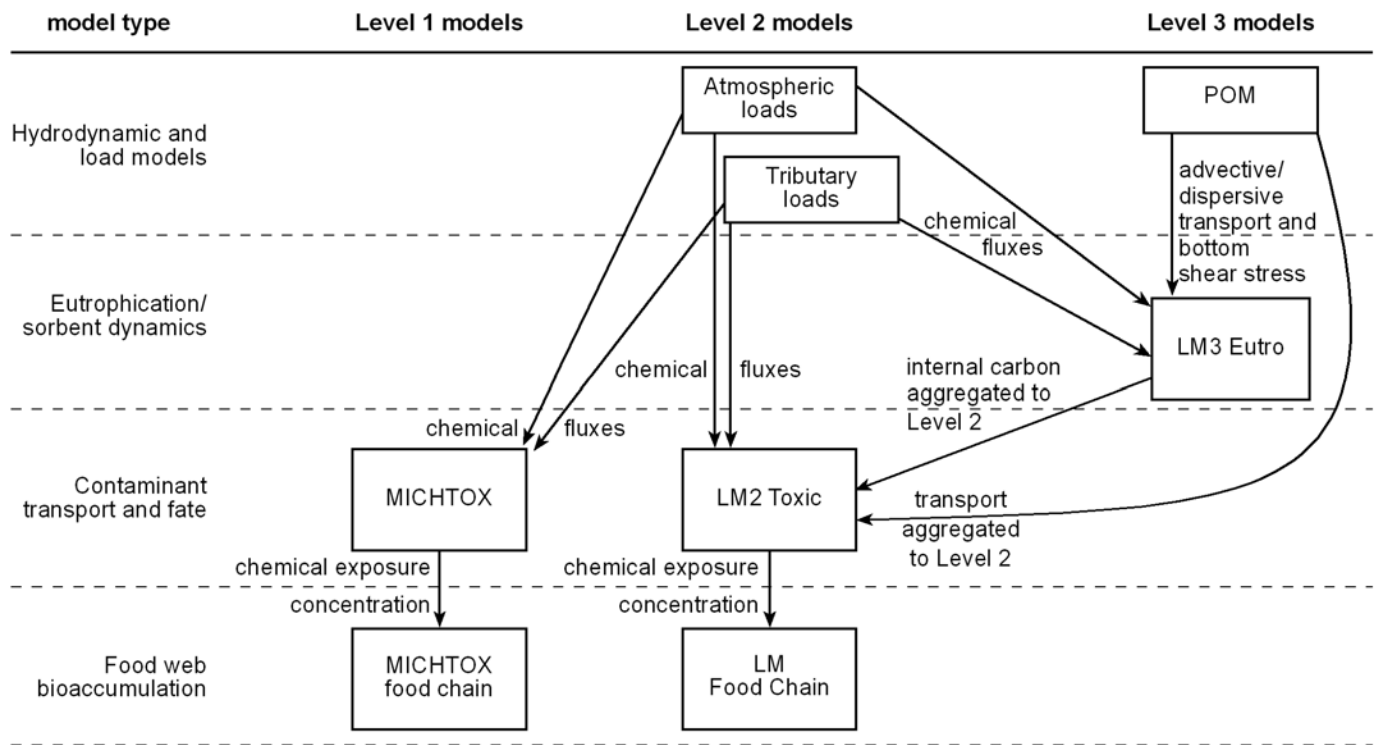 model type
Level 1 models
Level 2 models
Level 3 models
Hydrodynamic and
load models
Atmospheric
loads
Tributary
loads
POM
advective/
dispersive
transport and
bottom
shear stress
chemical
fluxes
Eutrophication/
sorbent dynamics
LM3 Eutro
chemical
fluxes
internal carbon
aggregated to
Level 2
chemical
fluxes
Contaminant
transport and fate
MICHTOX
LM2 Toxic
transport
aggregated
to Level 2
chemical exposure
concentration
chemical exposure
concentration
Food web
bioaccumulation
MICHTOX
food chain
LM
Food Chain